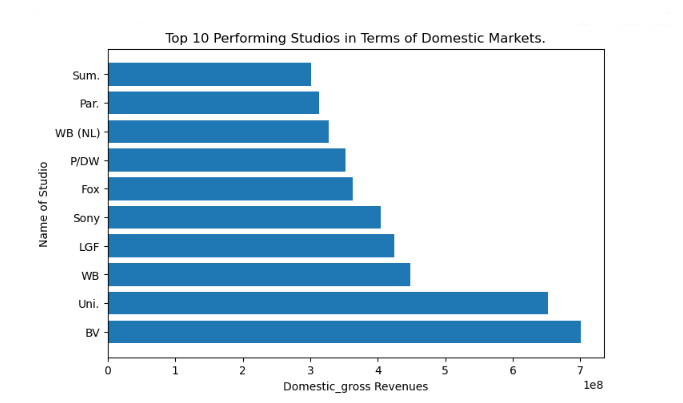 Top 10 Performing Studios in Terms of Domestic Markets.
Name of Studio
Sum.
Par.
WB (NL)
P/DW
Fox
Sony
LGF
WB
Uni.
BV
0 1 2 3 4 5 6 7
1e8
Domestic_gross Revenues